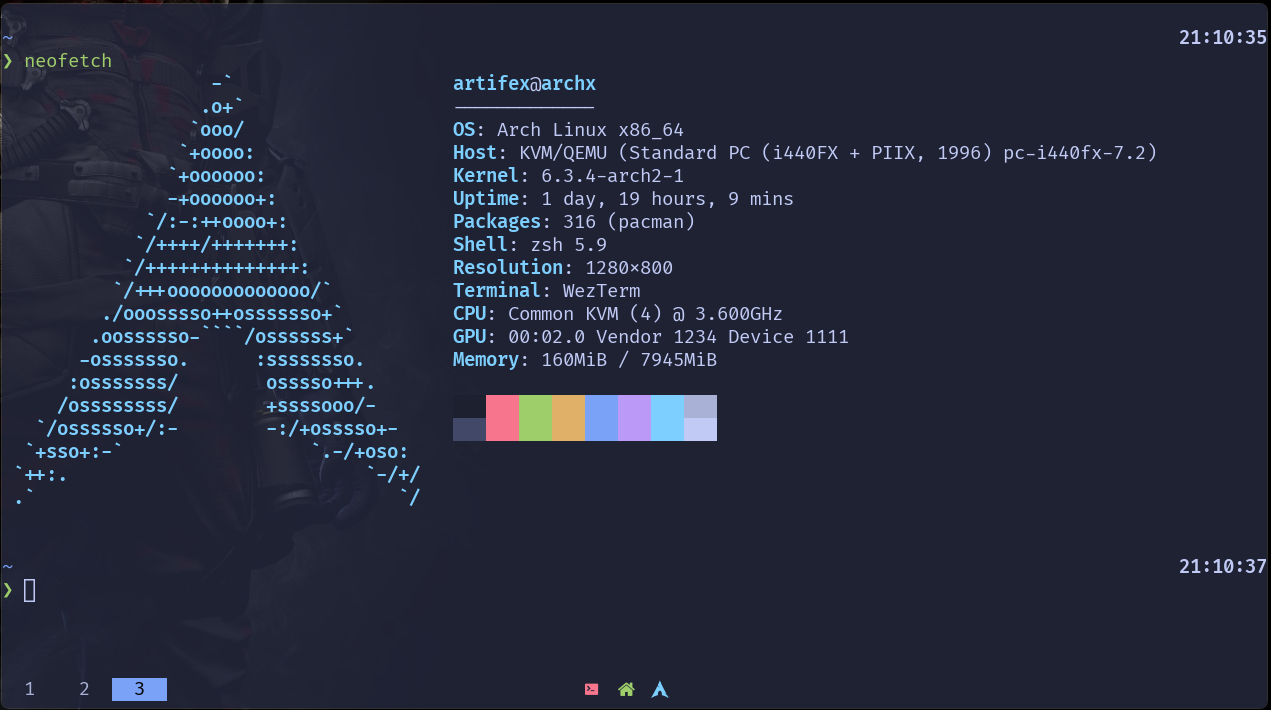 ~ 21:10:35
❯ neofetch
-` artifex@archx
.o+` -------------
`ooo/ OS: Arch Linux x86_64
`+oooo: Host: KVM/QEMU (Standard PC (i440FX + PIIX, 1996) pc-i440fx-7.2)
`+oooooo: Kernel: 6.3.4-arch2-1
-+oooooo+: Uptime: 1 day, 19 hours, 9 mins
`/:-:++oooo+: Packages: 316 (pacman)
`/++++/+++++++: Shell: zsh 5.9
`/++++++++++++++: Resolution: 1280×800
`/+++ooooooooooooo/` Terminal: WezTerm
./ooosssso++osssssso+` CPU: Common KVM (4) @ 3.600GHz
.oossssso-````/ossssss+` GPU: 00:02.0 Vendor 1234 Device 1111
-osssssso. :ssssssso. Memory: 160MiB / 7945MiB
:osssssss/ osssso+++.
/ossssssss/ +ssssooo/-
`/ossssso+/:- -:/+osssso+-
`+sso+:-` `.-/+oso:
`++:. `-/+/
.` `/
~ 21:10:37
❯
1 2 3